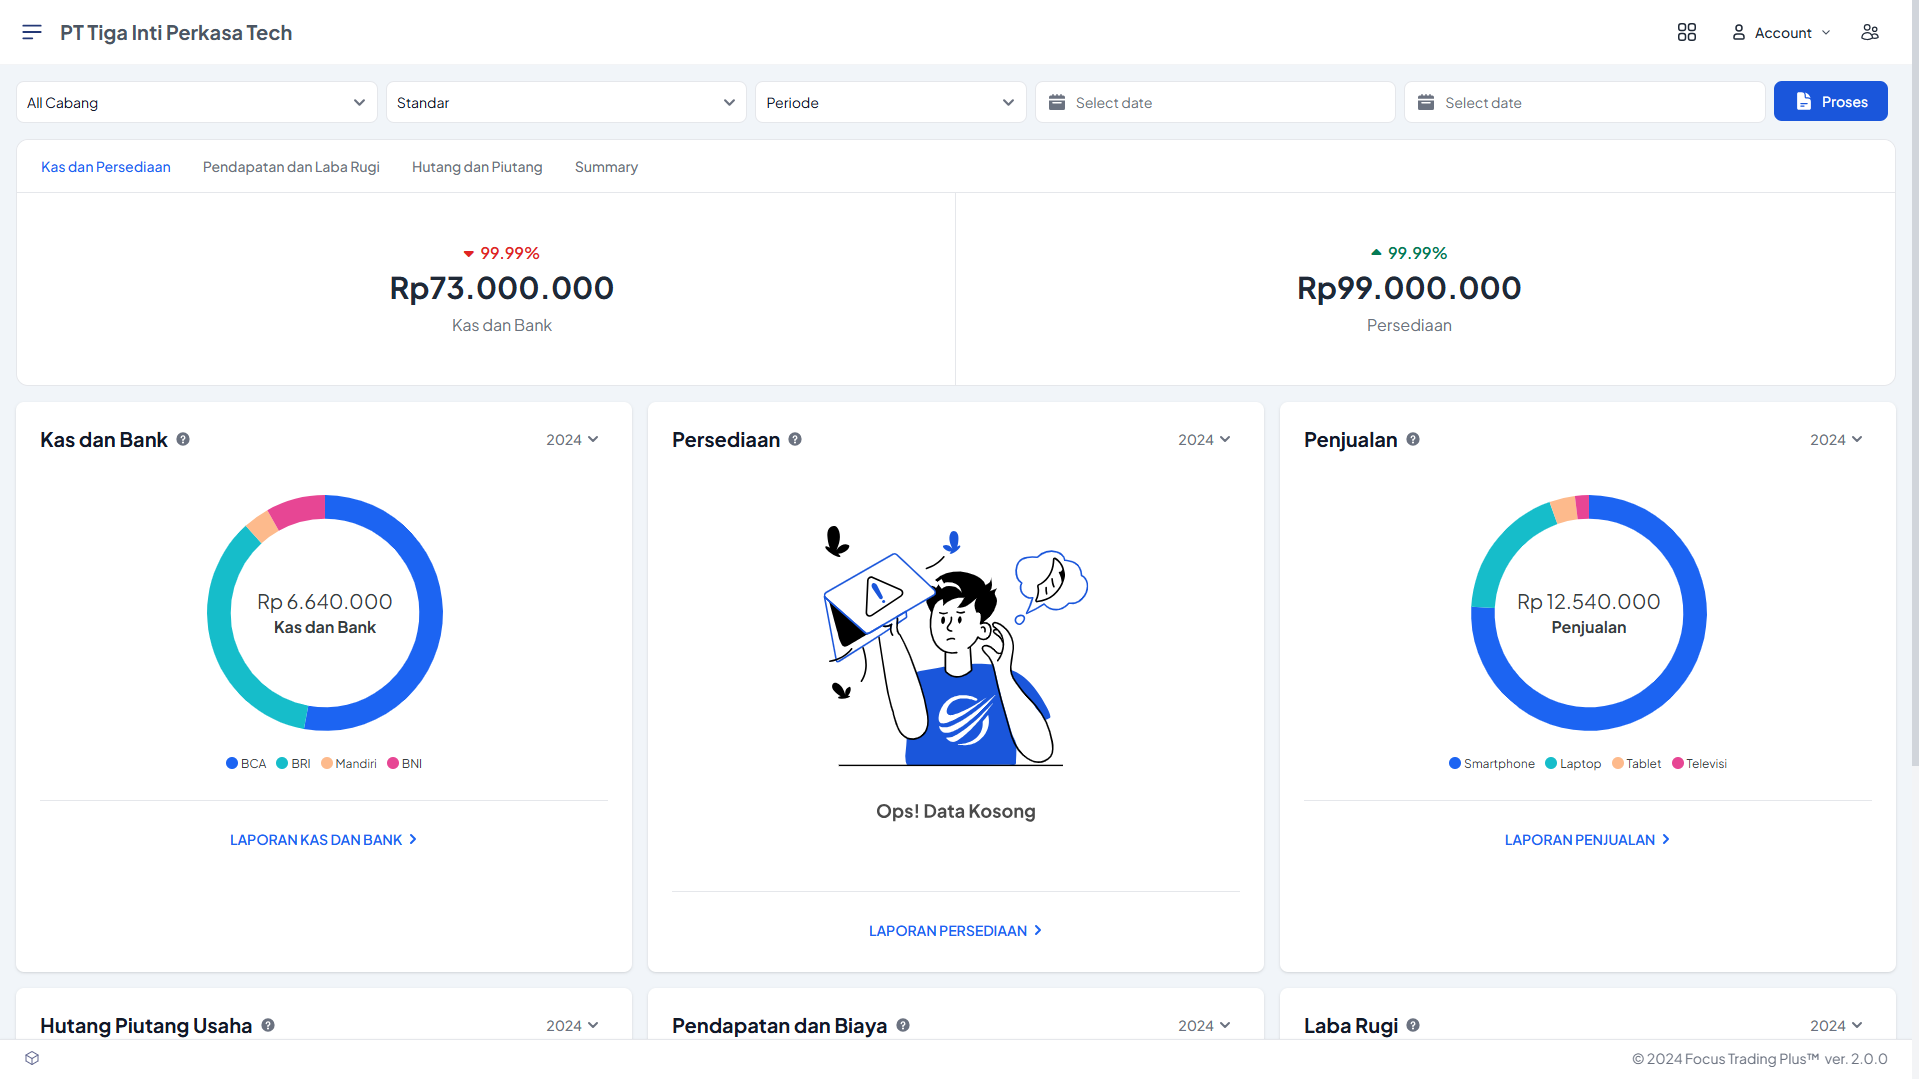 PT Tiga Inti Perkasa Tech
Account
All Cabang
Standar
Periode
Select date
Select date
Proses
Kas dan Persediaan
Pendapatan dan Laba Rugi
Hutang dan Piutang
Summary
99.99%
Rp73.000.000
Kas dan Bank
99.99%
Rp99.000.000
Persediaan
Kas dan Bank
2024
Rp 6.640.000
Kas dan Bank
BCA BRI Mandiri BNI
LAPORAN KAS DAN BANK
Persediaan
2024
Ops! Data Kosong
LAPORAN PERSEDIAAN
Penjualan
2024
Rp 12.540.000
Penjualan
Smartphone Laptop Tablet Televisi
LAPORAN PENJUALAN
Hutang Piutang Usaha
2024
Pendapatan dan Biaya
2024
Laba Rugi
2024
© 2024 Focus Trading Plus™ ver. 2.0.0